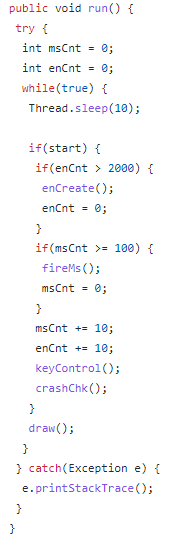 public void run() {
try {
int msCnt = 0;
int enCnt = 0;
while(true) {
Thread.sleep(10);
if(start) {
if(enCnt > 2000) {
enCreate();
enCnt = 0;
}
if(msCnt >= 100) {
fireMs();
msCnt = 0;
}
msCnt += 10;
enCnt += 10;
keyControl();
crashChk();
}
draw();
}
} catch(Exception e) {
e.printStackTrace();
}
}